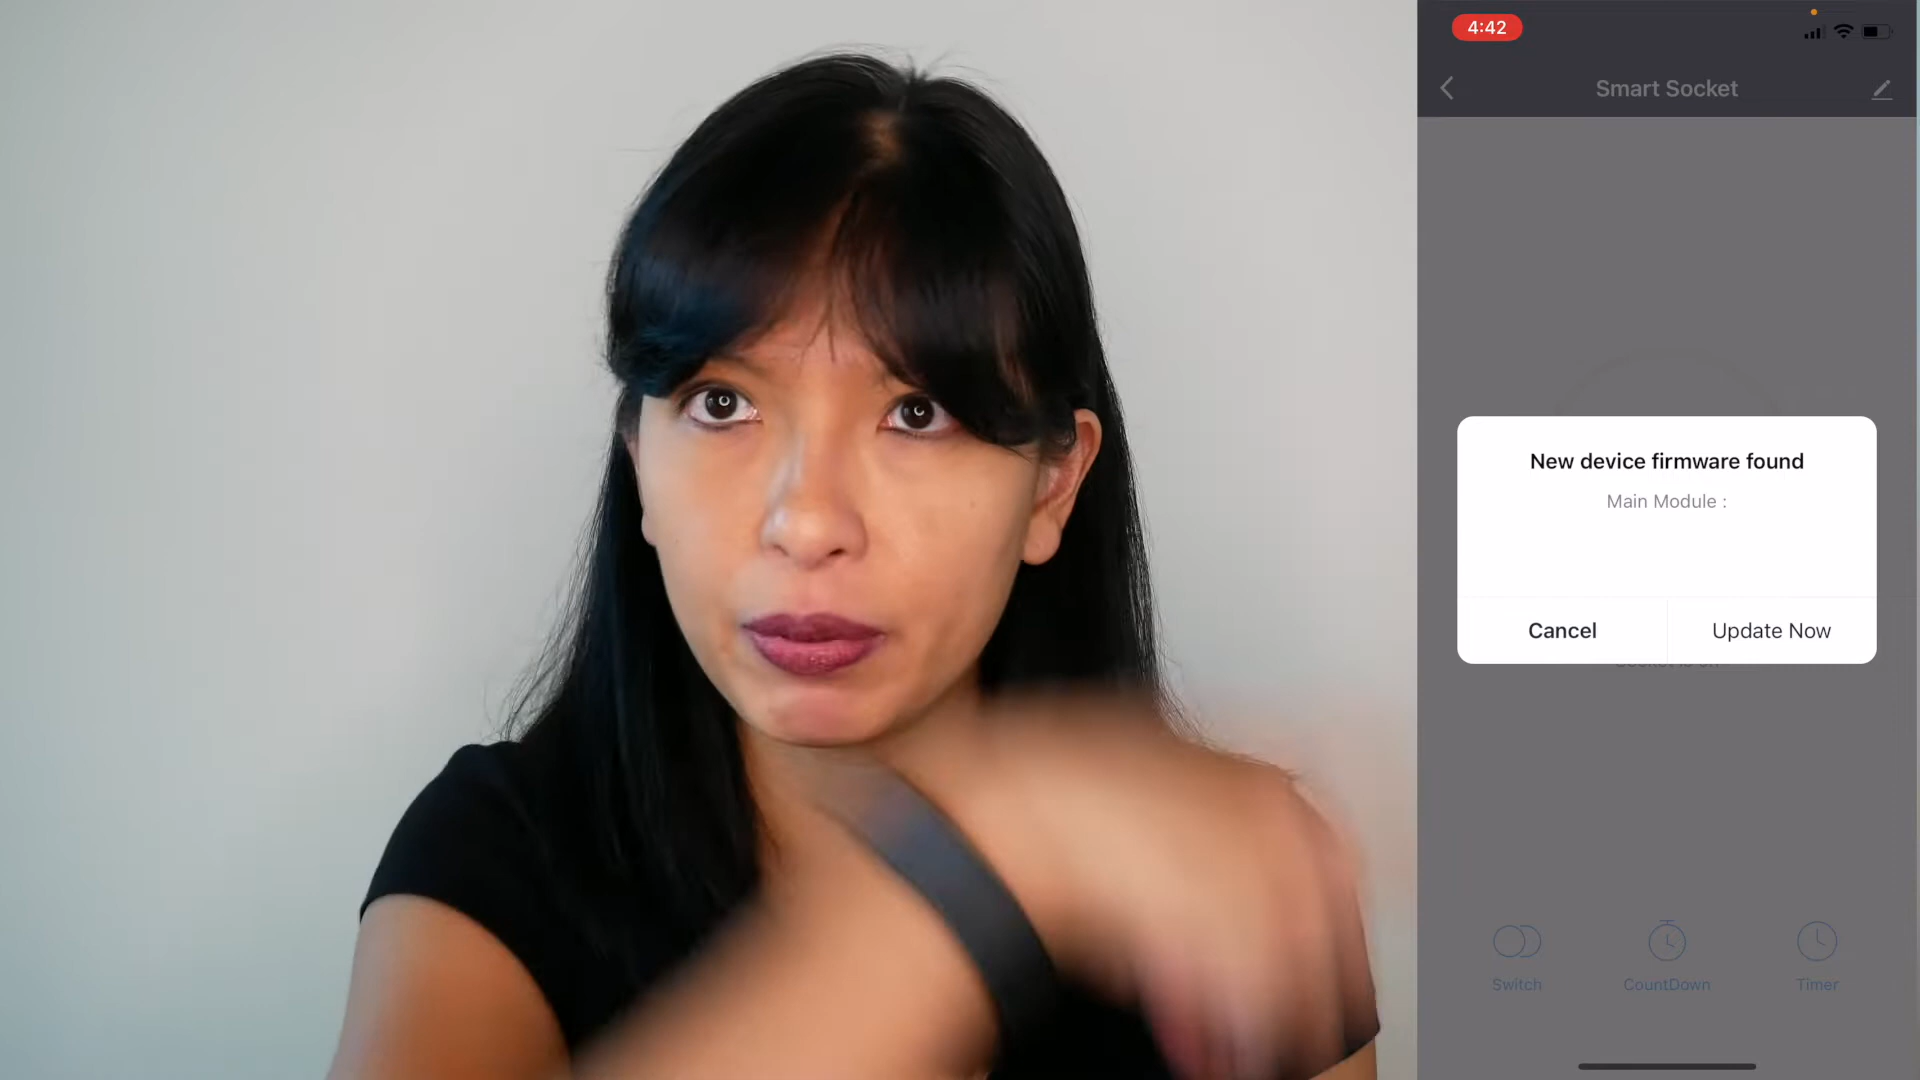 4:42
Smart Socket
New device firmware found
Main Module :
Cancel
Update Now
Switch
CountDown
Timer